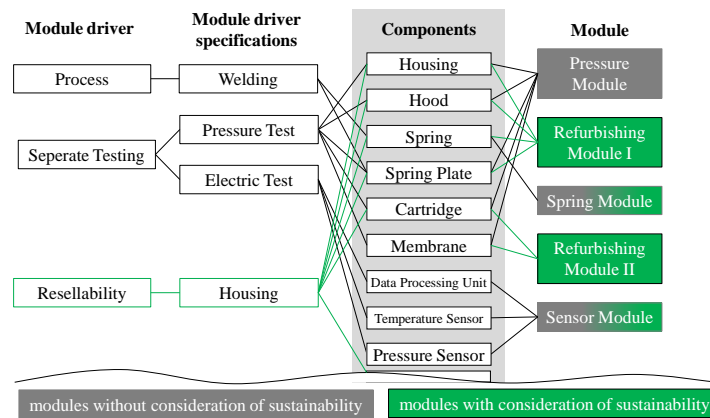 Module driver
Module driver
specifications
Components
Module
Process
Welding
Seperate Testing
Pressure Test
Electric Test
Resellability
Housing
Housing
Hood
Spring
Spring Plate
Cartridge
Membrane
Data Processing Unit
Temperature Sensor
Pressure Sensor
Pressure
Module
Refurbishing
Module I
Spring Module
Refurbishing
Module II
Sensor Module
modules without consideration of sustainability
modules with consideration of sustainability